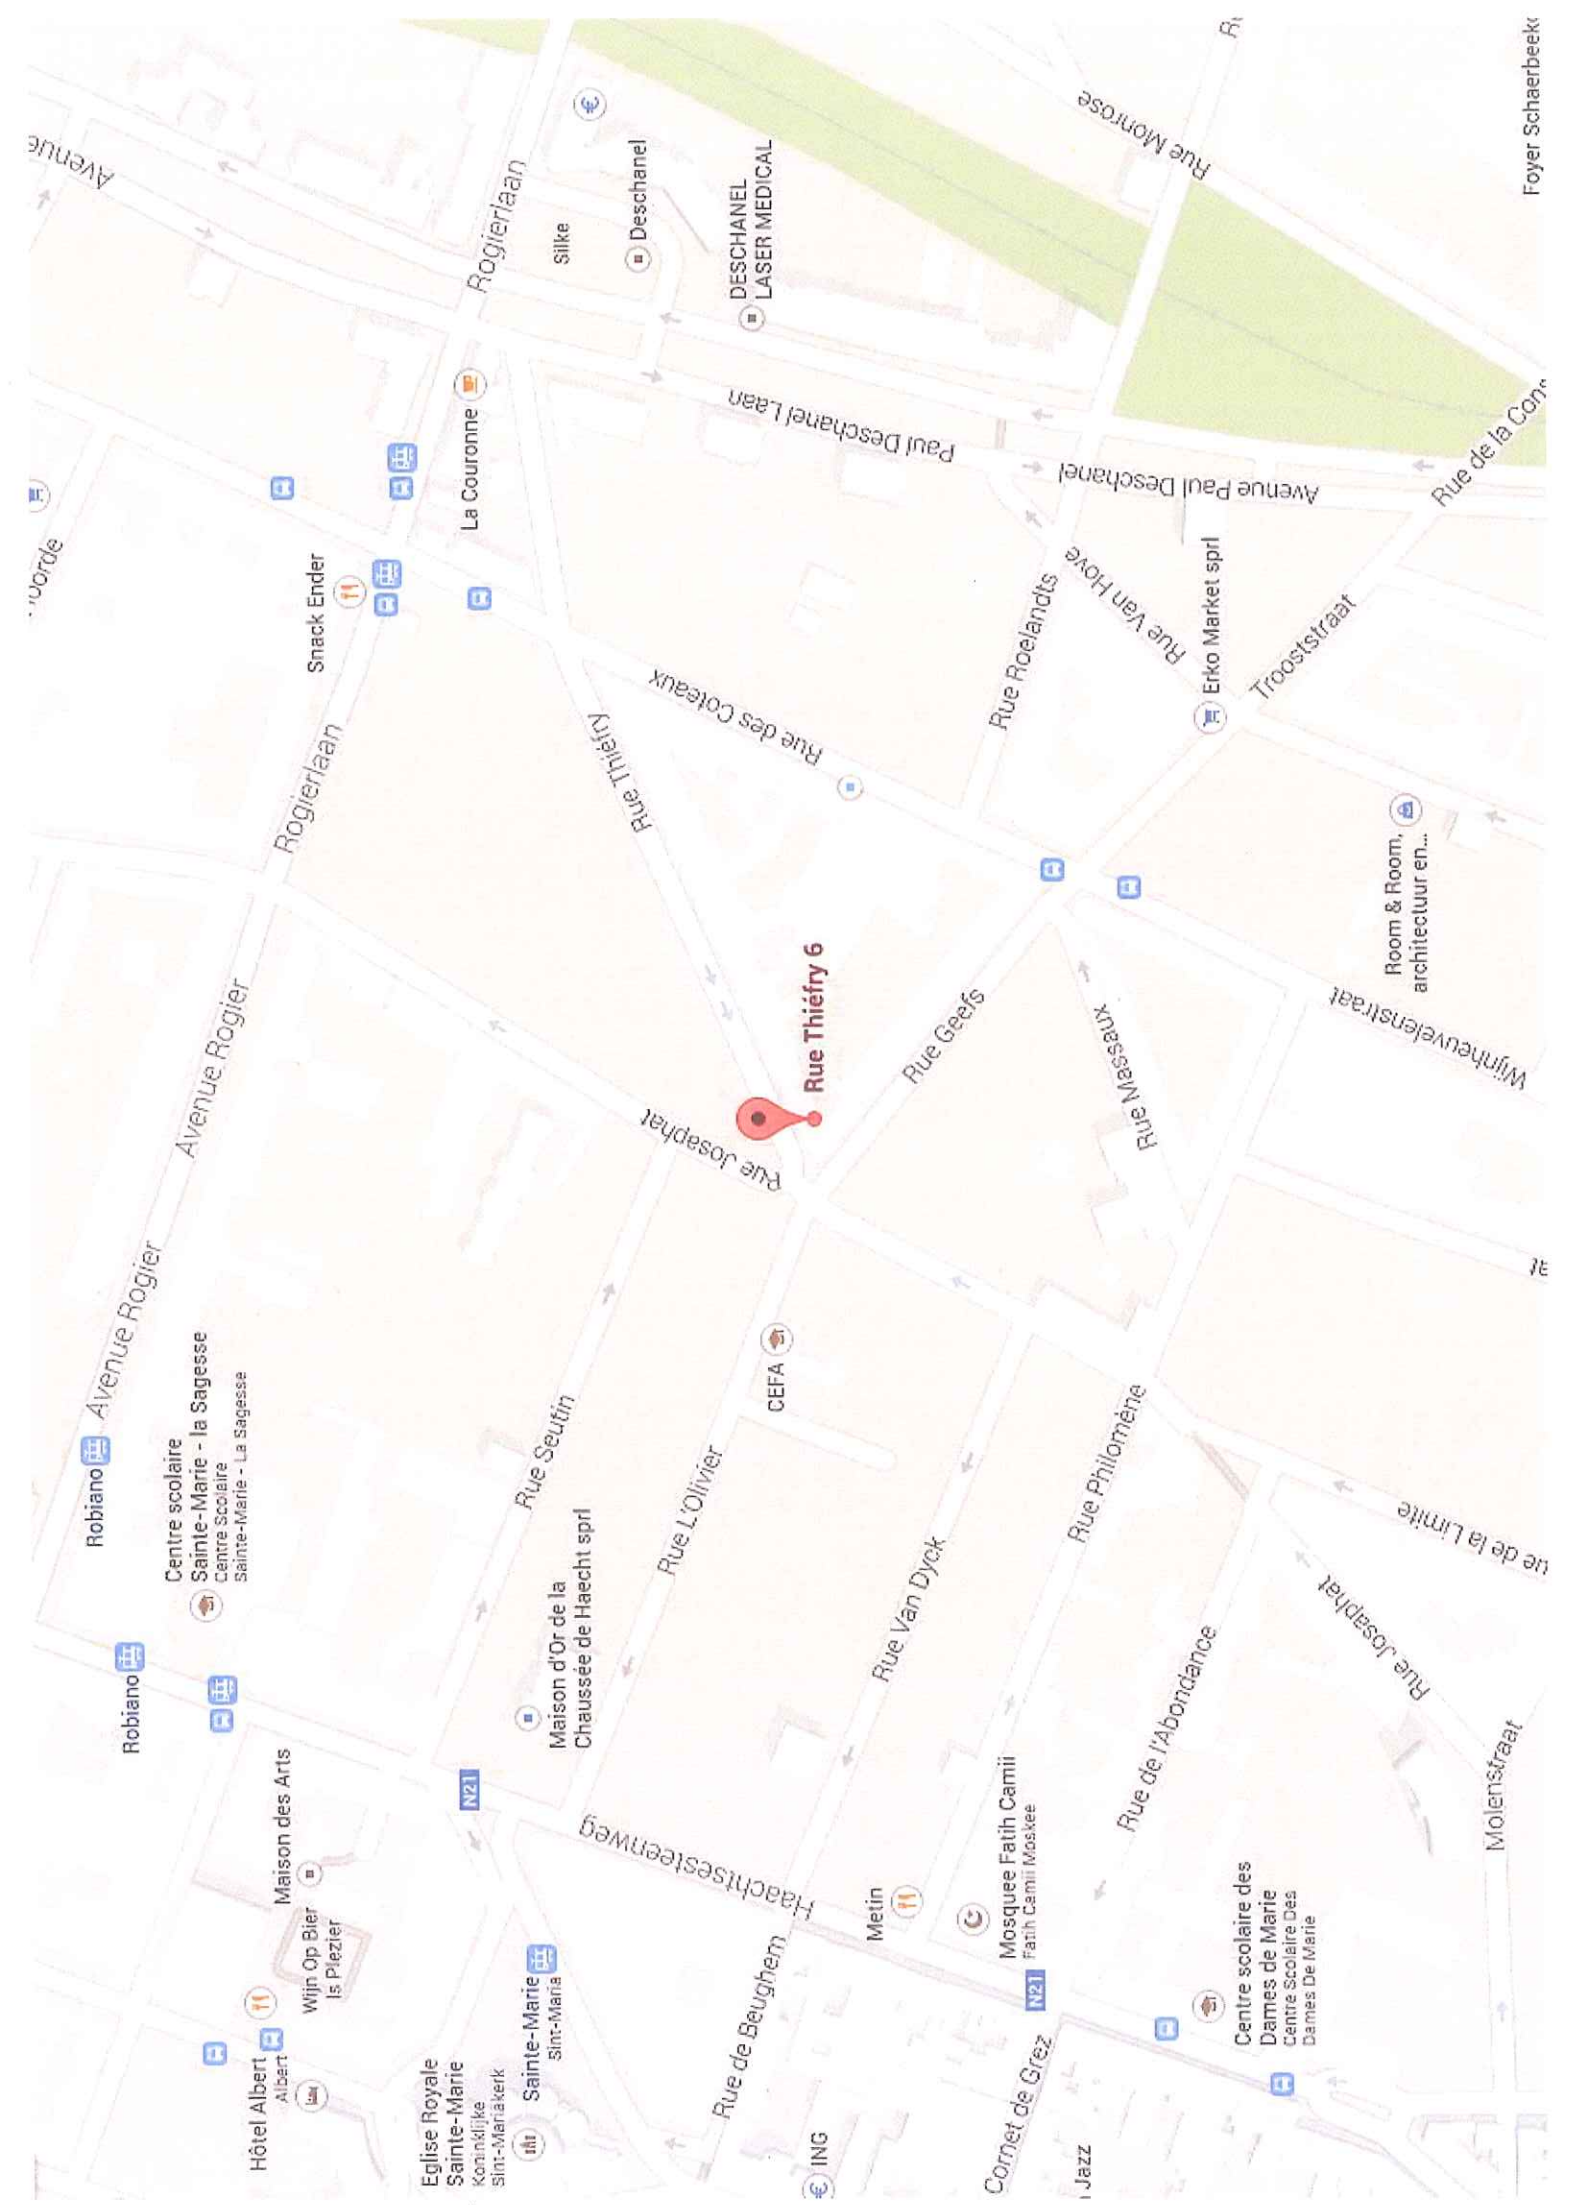 Hôtel Albert
Albert
Eglise Royale
Sainte-Marie
Koninklijke
Sint-Mariakerk
Sainte-Marie
Sint-Maria
Rue de Beughem
ING
Cornet de Grez
Jazz
Robiano
Maison des Arts
Wijn Op Bier
Is Plezier
N21
Haachtsesteenweg
Metin
Mosquee Fatih Camii
Fatih Camii Moskee
N21
Centre scolaire des
Dames de Marie
Centre Scolaire Des
Dames De Marie
Robiano
Centre scolaire
Sainte-Marie - la Sagesse
Centre Scolaire
Sainte-Marie - La Sagesse
Maison d'Or de la
Chaussée de Haecht sprl
Rue Seutin
Rue L'Olivier
Rue Van Dyck
Rue Philomène
Rue de l'Abondance
Rue Josaphat
Molenstraat
ue de la Limite
Avenue Rogier
Avenue Rogier
CEFA
Rue Josaphat
Rue Thiéfry 6
Rue Geefs
Rue Massaux
Wijnheuvelenstraat
Room & Room,
architectuur en...
at
Rogierlaan
Rue Thiéfry
Rue des Coteaux
Rue Roelandts
Rue Van Hove
Erko Market sprl
Trooststraat
Snack Ender
La Couronne
Paul Deschanel Laan
Avenue Paul Deschanel
Rue de la Cons
oorde
Avenue
Rogierlaan
Silke
Deschanel
DESCHANEL
LASER MEDICAL
Rue Monrose
Foyer Schaerbeek